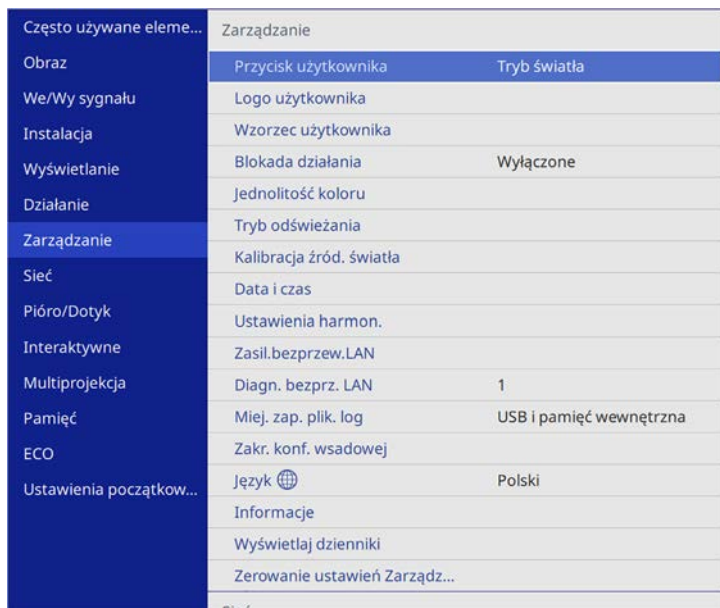 Często używane eleme...
Obraz
We/Wy sygnału
Instalacja
Wyświetlanie
Działanie
Zarządzanie
Sieć
Pióro/Dotyk
Interaktywne
Multiprojekcja
Pamięć
ECO
Ustawienia początkow...
Zarządzanie
Przycisk użytkownika Tryb światła
Logo użytkownika
Wzorzec użytkownika
Blokada działania Wyłączone
Jednolitość koloru
Tryb odświeżania
Kalibracja źród. światła
Data i czas
Ustawienia harmon.
Zasil.bezprzew.LAN
Diagn. bezprz. LAN 1
Miej. zap. plik. log USB i pamięć wewnętrzna
Zakr. konf. wsadowej
Język Polski
Informacje
Wyświetlaj dzienniki
Zerowanie ustawień Zarządz...